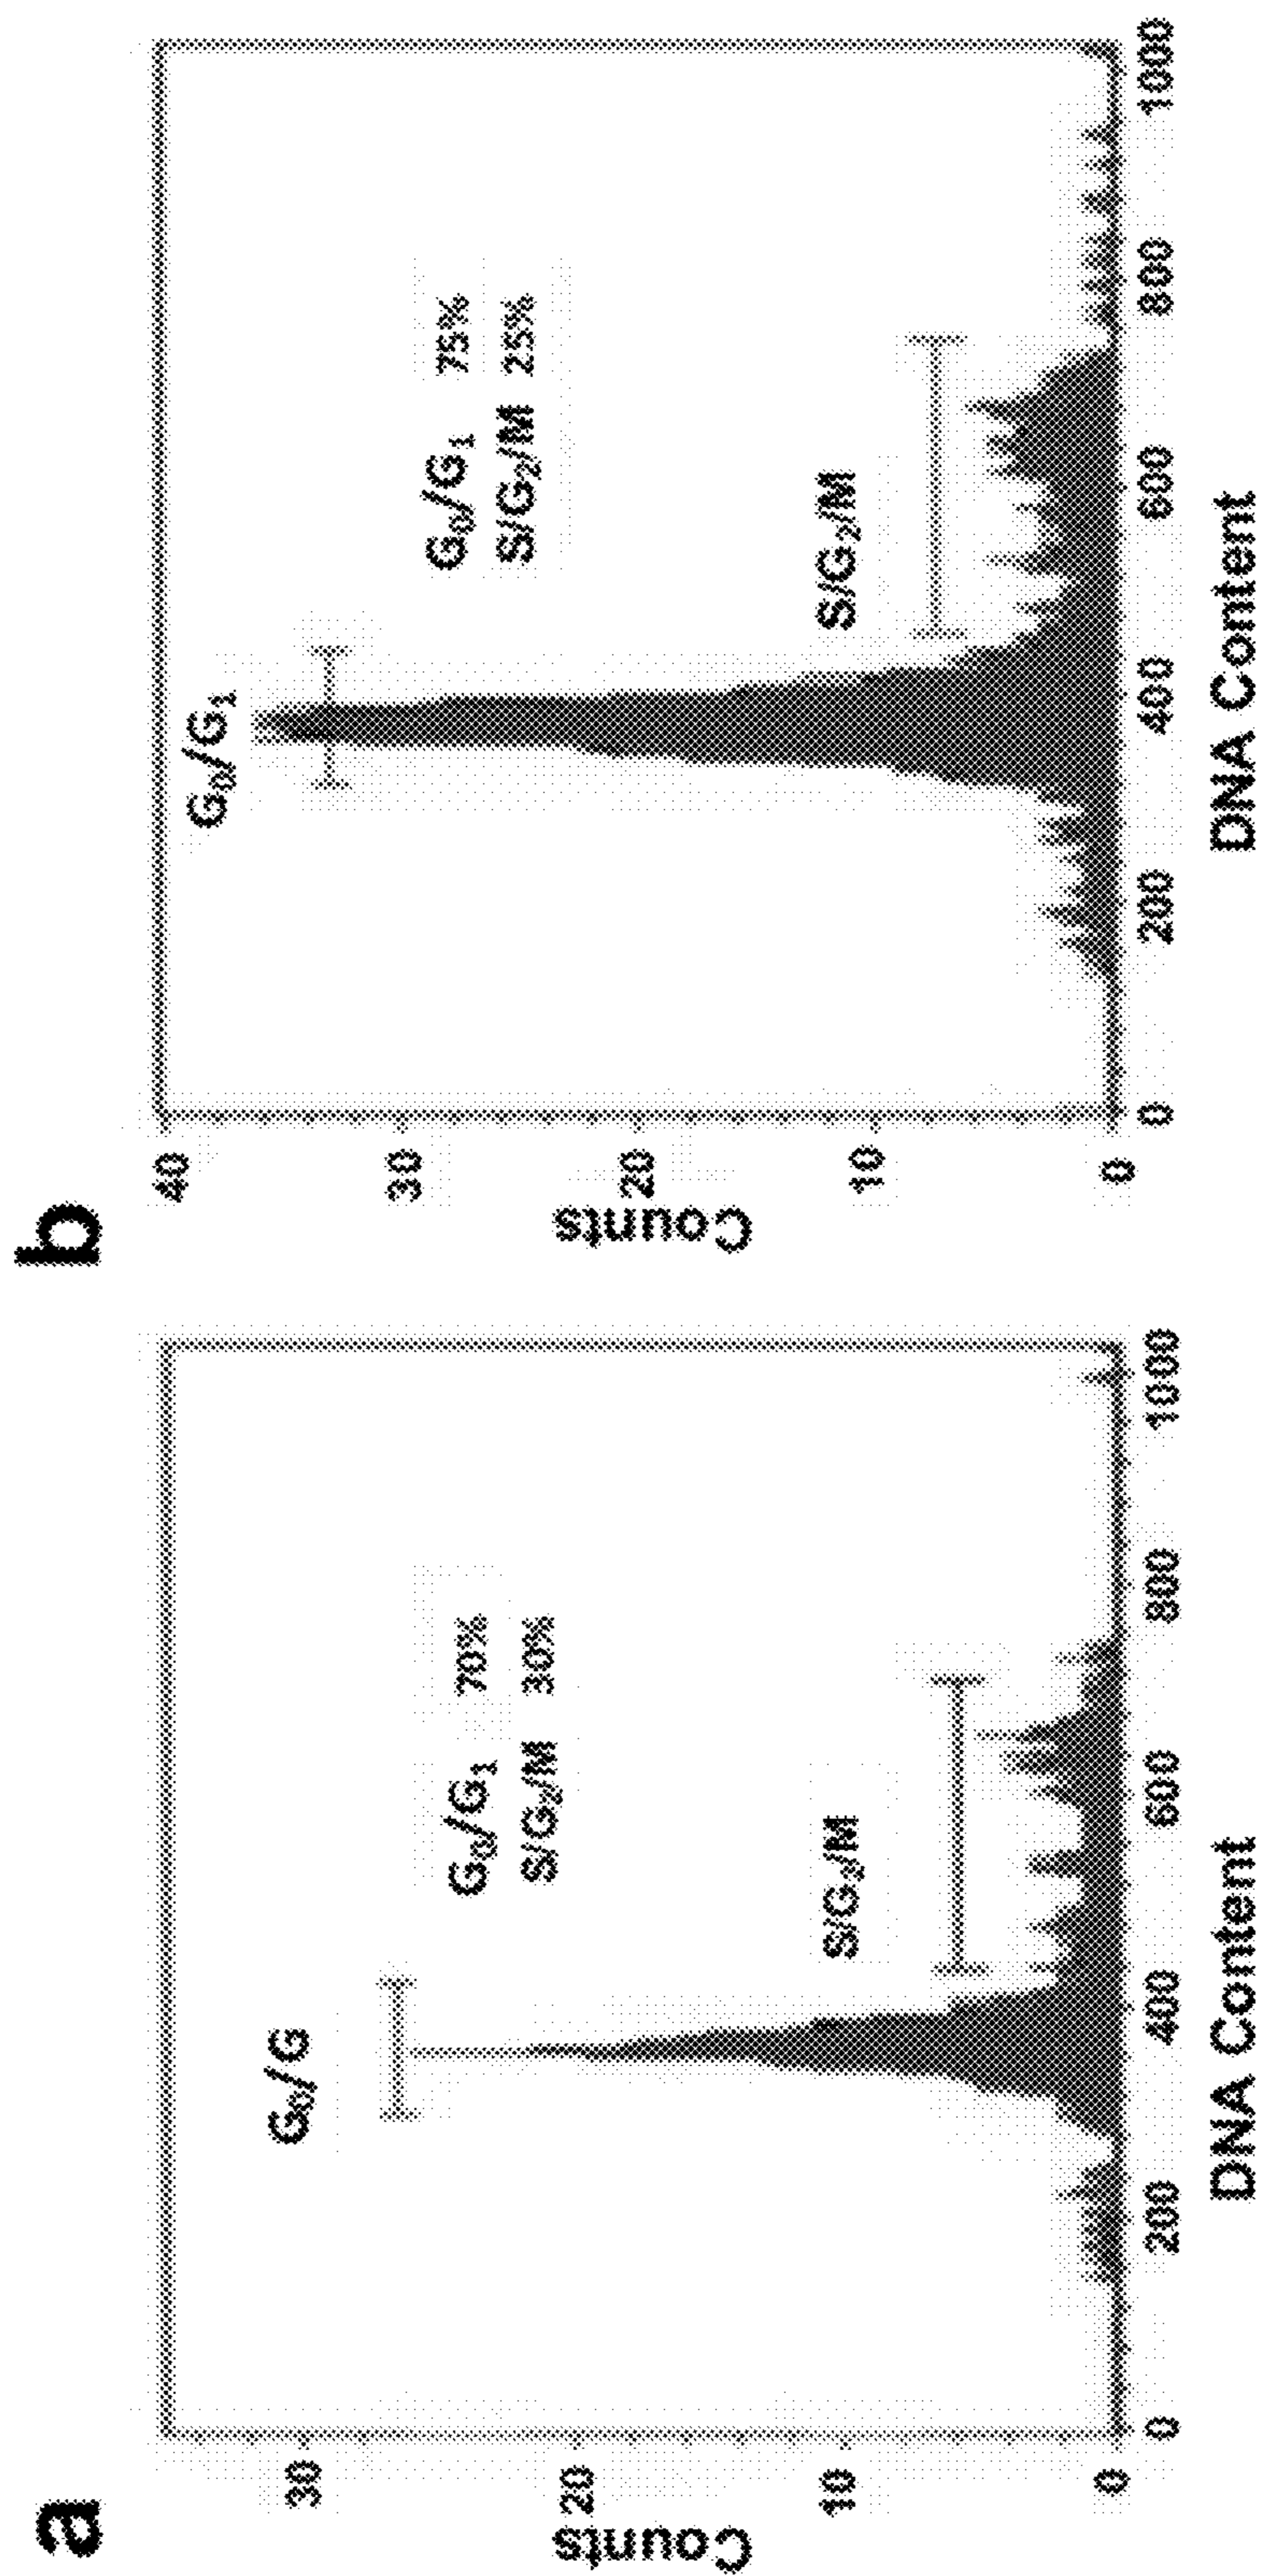 a
G₀/G
G₀/G₁ 70%
S/G₂/M 30%
S/G₂/M
Counts
30
20
10
0
0 200 400 600 800 1000
DNA Content
b
G₀/G₁
G₀/G₁ 75%
S/G₂/M 25%
S/G₂/M
Counts
40
30
20
10
0
0 200 400 600 800 1000
DNA Content